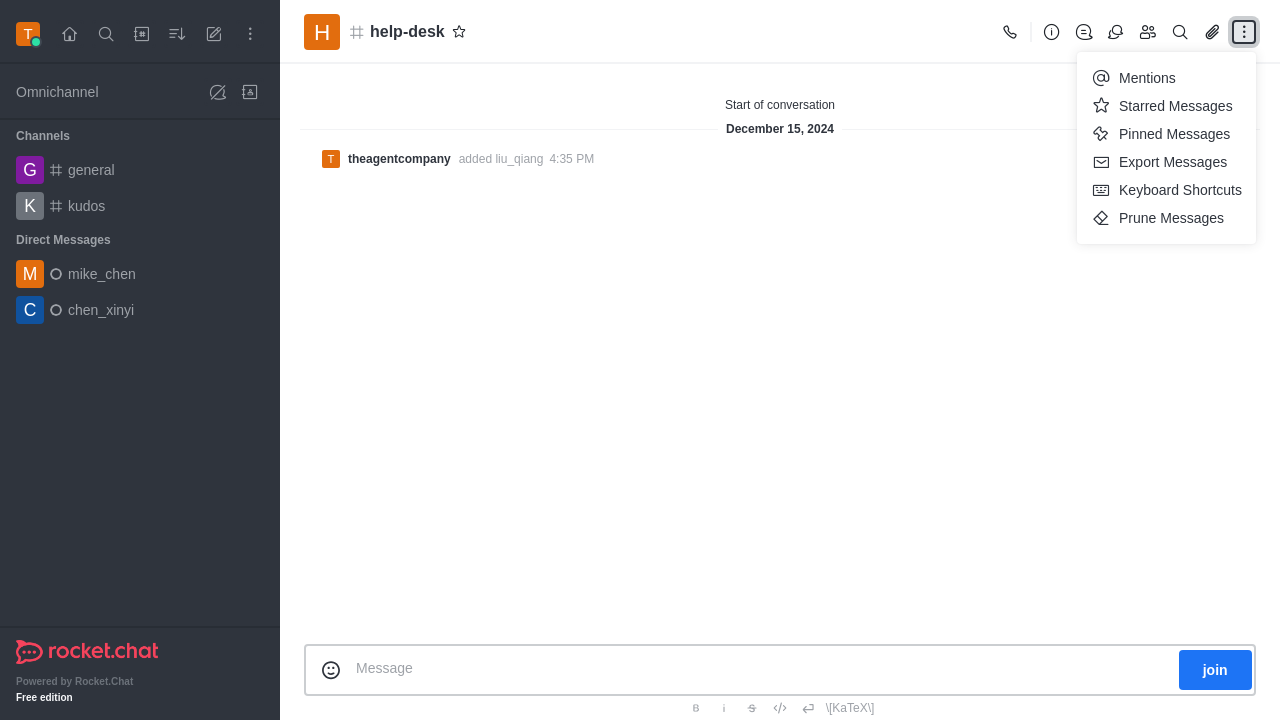 T
Omnichannel
Channels
G general
K kudos
Direct Messages
M mike_chen
C chen_xinyi
rocket.chat
Powered by Rocket.Chat
Free edition
H help-desk
Start of conversation
December 15, 2024
T theagentcompany added liu_qiang 4:35 PM
Mentions
Starred Messages
Pinned Messages
Export Messages
Keyboard Shortcuts
Prune Messages
Message
join
B i S \[KaTeX\]